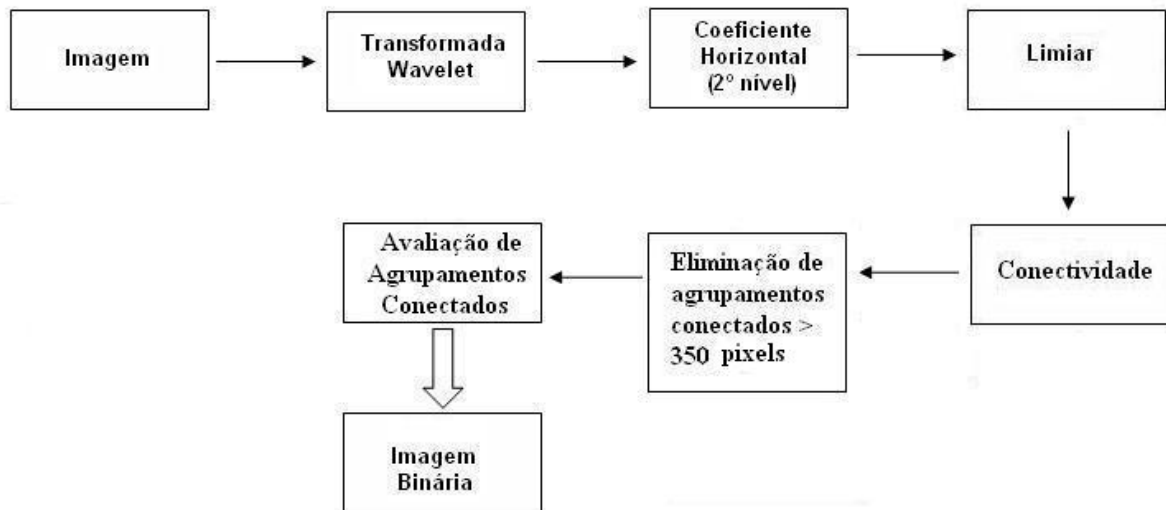 Imagem
Transformada
Wavelet
Coeficiente
Horizontal
(2º nível)
Limiar
Conectividade
Eliminação de
agrupamentos
conectados >
350 pixels
Avaliação de
Agrupamentos
Conectados
Imagem
Binária